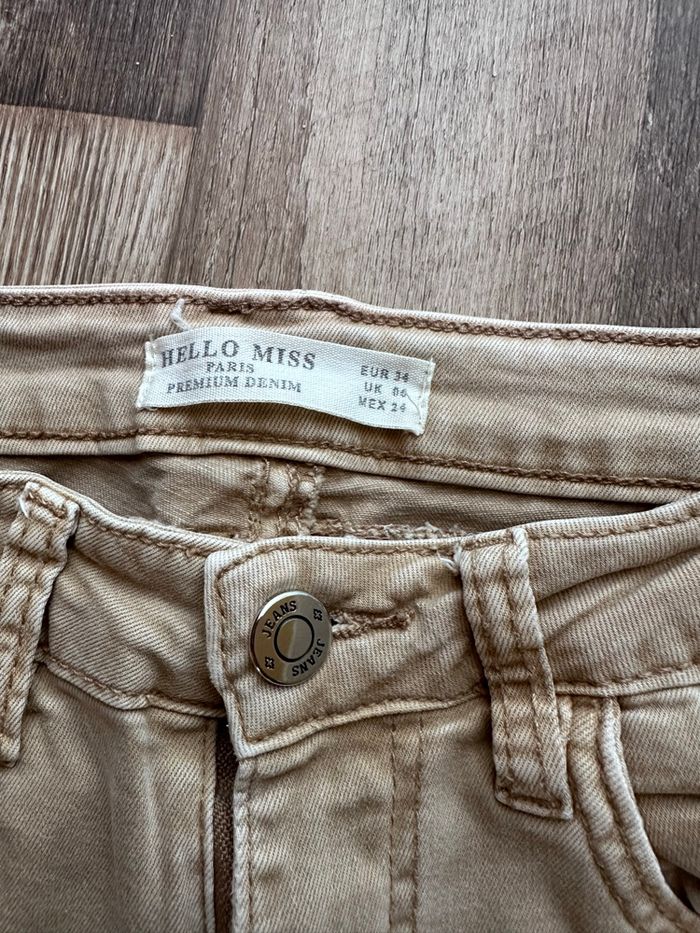 HELLO MISS
PARIS
PREMIUM DENIM
EUR 34
UK 06
MEX 24
JEANS
JEANS